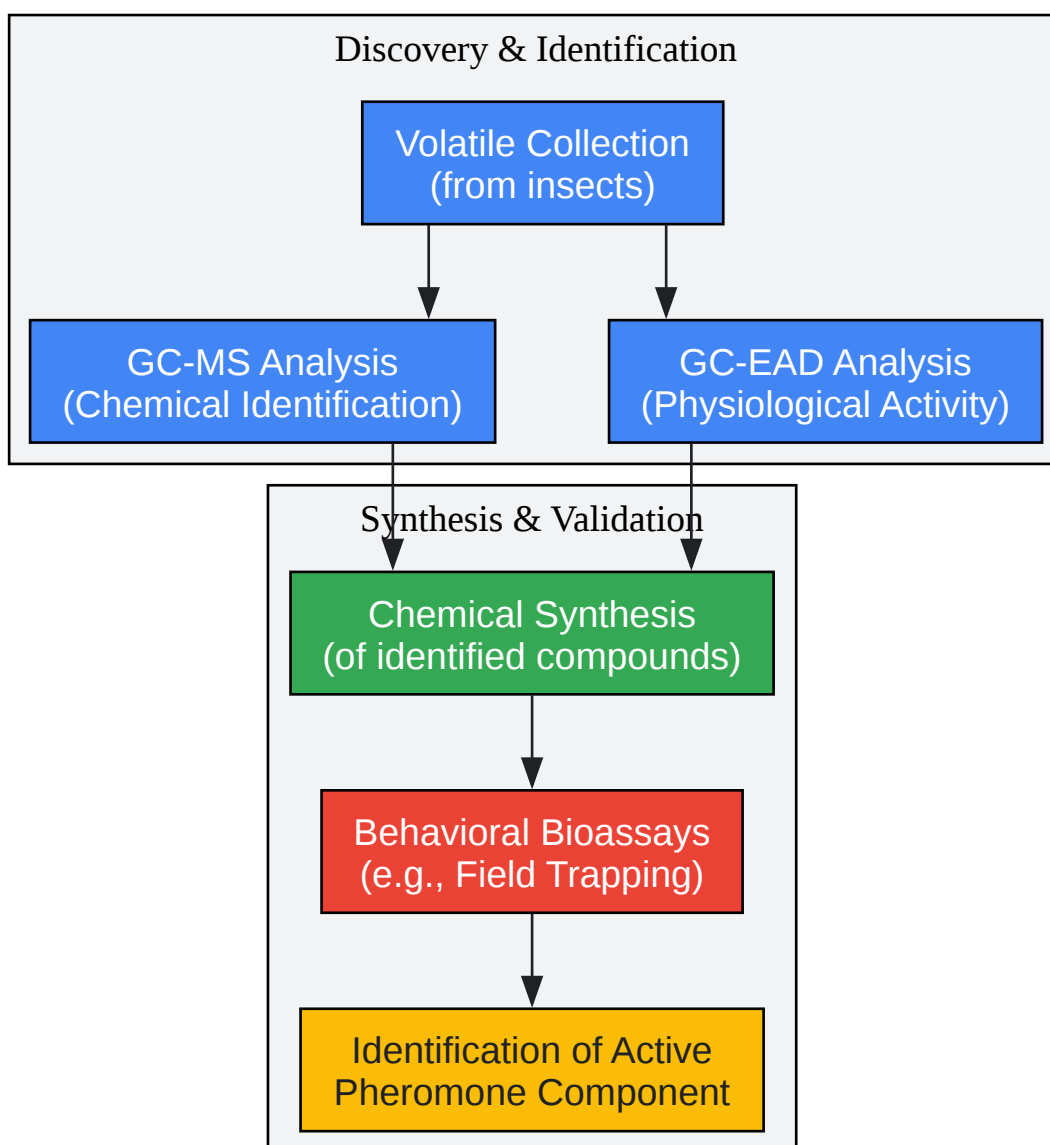 Discovery & Identification
Volatile Collection
(from insects)
GC-MS Analysis
(Chemical Identification)
GC-EAD Analysis
(Physiological Activity)
Synthesis & Validation
Chemical Synthesis
(of identified compounds)
Behavioral Bioassays
(e.g., Field Trapping)
Identification of Active
Pheromone Component